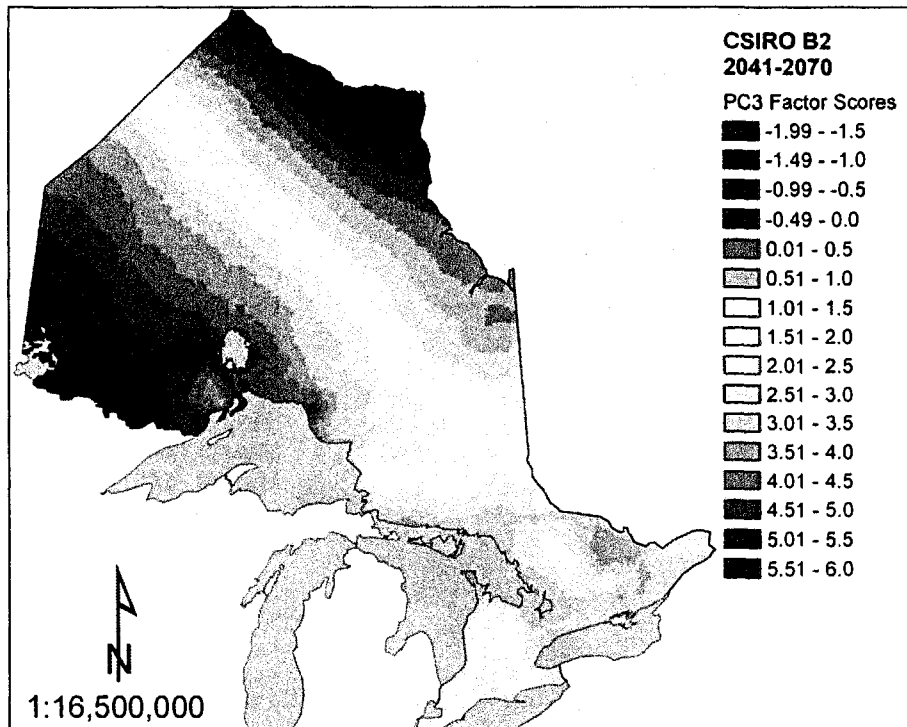 CSIRO B2
2041-2070
PC3 Factor Scores
-1.99 - -1.5
-1.49 - -1.0
-0.99 - -0.5
-0.49 - 0.0
0.01 - 0.5
0.51 - 1.0
1.01 - 1.5
1.51 - 2.0
2.01 - 2.5
2.51 - 3.0
3.01 - 3.5
3.51 - 4.0
4.01 - 4.5
4.51 - 5.0
5.01 - 5.5
5.51 - 6.0
N
1:16,500,000